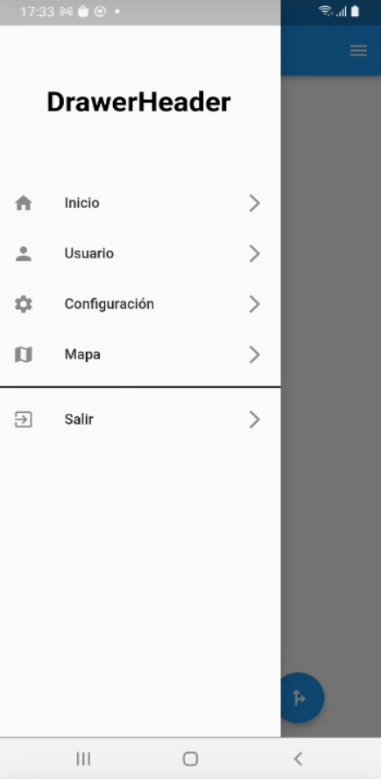 17:33
DrawerHeader
Inicio
Usuario
Configuración
Mapa
Salir